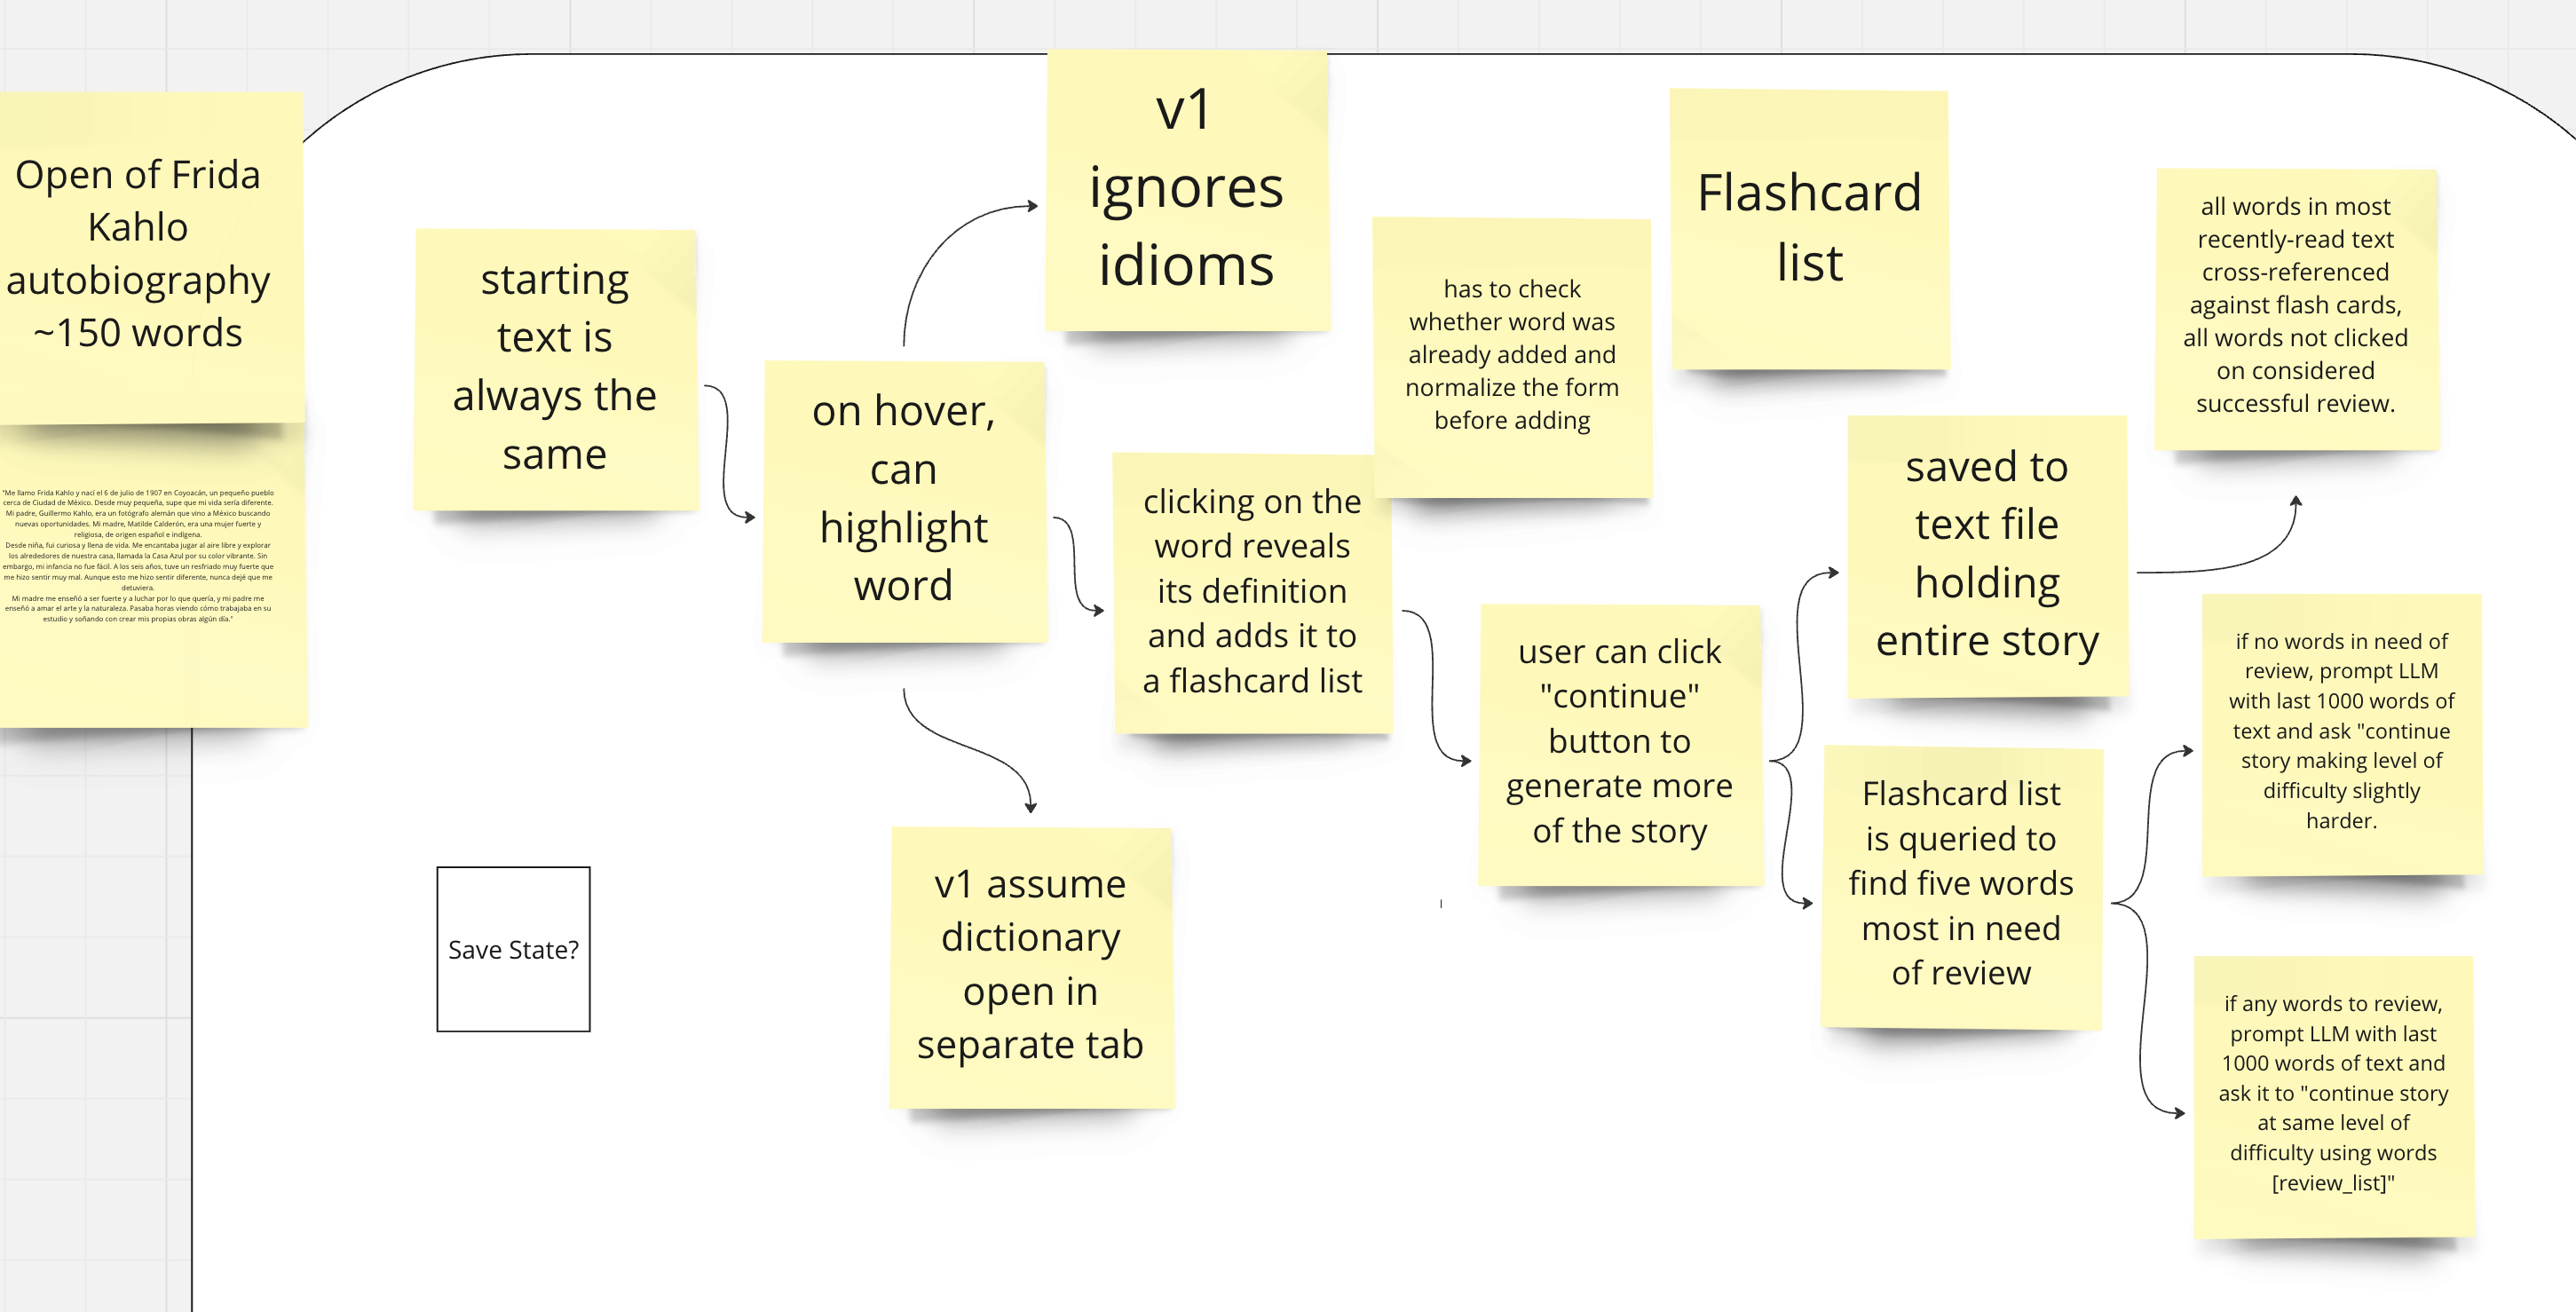 Open of Frida
Kahlo
autobiography
~150 words
"Me llamo Frida Kahlo y nací el 6 de julio de 1907 en Coyoacán, un pequeño pueblo
cerca de Ciudad de México. Desde muy pequeña, supe que mi vida sería diferente.
Mi padre, Guillermo Kahlo, era un fotógrafo alemán que vino a México buscando
nuevas oportunidades. Mi madre, Matilde Calderón, era una mujer fuerte y
religiosa, de origen español e indígena.
Desde niña, fui curiosa y llena de vida. Me encantaba jugar al aire libre y explorar
los alrededores de nuestra casa, llamada la Casa Azul por su color vibrante. Sin
embargo, mi infancia no fue fácil. A los seis años, tuve un resfriado muy fuerte que
me hizo sentir muy mal. Aunque esto me hizo sentir diferente, nunca dejé que me
detuviera.
Mi madre me enseñó a ser fuerte y a luchar por lo que quería, y mi padre me
enseñó a amar el arte y la naturaleza. Pasaba horas viendo cómo trabajaba en su
estudio y soñando con crear mis propias obras algún día."
starting
text is
always the
same
on hover,
can
highlight
word
v1
ignores
idioms
v1 assume
dictionary
open in
separate tab
Save State?
clicking on the
word reveals
its definition
and adds it to
a flashcard list
has to check
whether word was
already added and
normalize the form
before adding
Flashcard
list
user can click
"continue"
button to
generate more
of the story
saved to
text file
holding
entire story
all words in most
recently-read text
cross-referenced
against flash cards,
all words not clicked
on considered
successful review.
Flashcard list
is queried to
find five words
most in need
of review
if no words in need of
review, prompt LLM
with last 1000 words of
text and ask "continue
story making level of
difficulty slightly
harder.
if any words to review,
prompt LLM with last
1000 words of text and
ask it to "continue story
at same level of
difficulty using words
[review_list]"